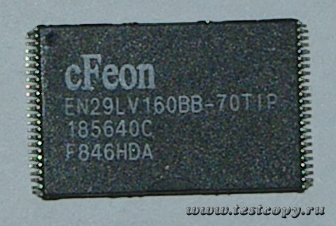 cFeon
EN29LV160BB-70TIP
185640C
F846HDA
www.testcopy.ru